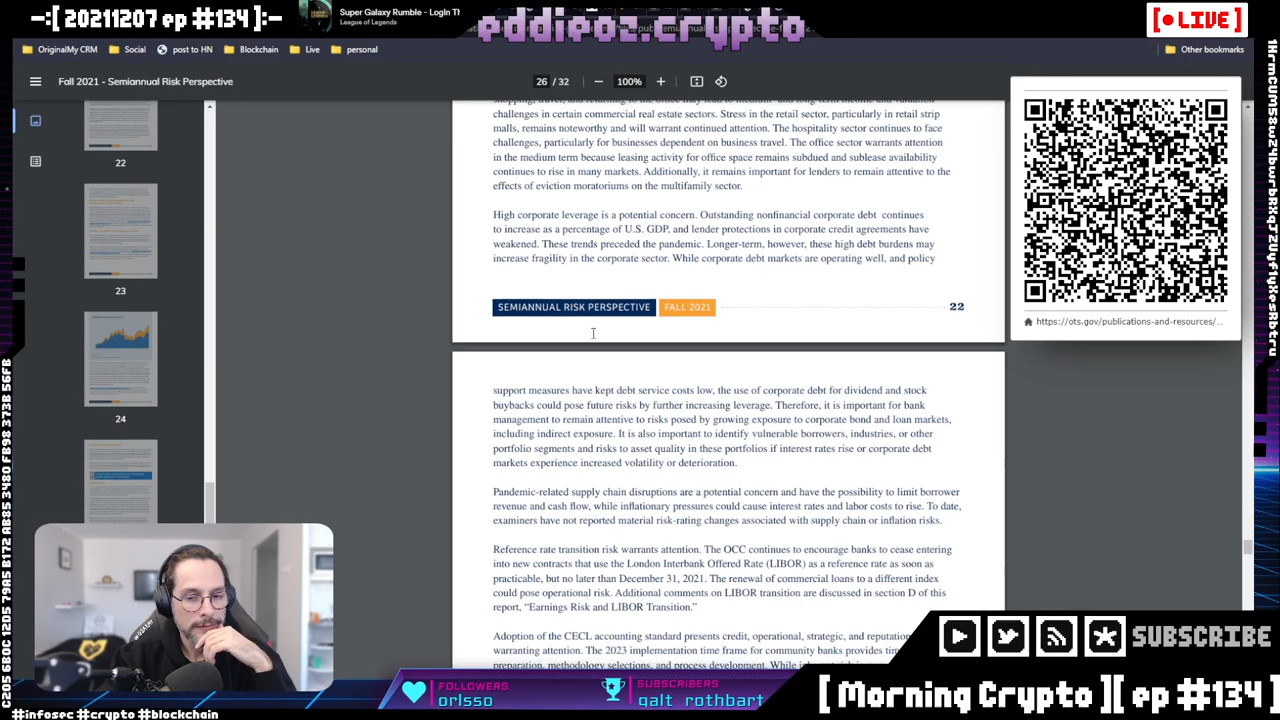 -:[ 20211207 ep #134 ]:-
Super Galaxy Rumble - Login Th
League of Legends
eddieoz.crypto
[ • LIVE ]
OriginalMy CRM
Social
post to HN
Blockchain
Live
personal
Other bookmarks
Fall 2021 - Semiannual Risk Perspective
26 / 32
100%
22
23
24
challenges in certain commercial real estate sectors. Stress in the retail sector, particularly in retail strip
malls, remains noteworthy and will warrant continued attention. The hospitality sector continues to face
challenges, particularly for businesses dependent on business travel. The office sector warrants attention
in the medium term because leasing activity for office space remains subdued and sublease availability
continues to rise in many markets. Additionally, it remains important for lenders to remain attentive to the
effects of eviction moratoriums on the multifamily sector.
High corporate leverage is a potential concern. Outstanding nonfinancial corporate debt continues
to increase as a percentage of U.S. GDP, and lender protections in corporate credit agreements have
weakened. These trends preceded the pandemic. Longer-term, however, these high debt burdens may
increase fragility in the corporate sector. While corporate debt markets are operating well, and policy
SEMIANNUAL RISK PERSPECTIVE FALL 2021 22
support measures have kept debt service costs low, the use of corporate debt for dividend and stock
buybacks could pose future risks by further increasing leverage. Therefore, it is important for bank
management to remain attentive to risks posed by growing exposure to corporate bond and loan markets,
including indirect exposure. It is also important to identify vulnerable borrowers, industries, or other
portfolio segments and risks to asset quality in these portfolios if interest rates rise or corporate debt
markets experience increased volatility or deterioration.
Pandemic-related supply chain disruptions are a potential concern and have the possibility to limit borrower
revenue and cash flow, while inflationary pressures could cause interest rates and labor costs to rise. To date,
examiners have not reported material risk-rating changes associated with supply chain or inflation risks.
Reference rate transition risk warrants attention. The OCC continues to encourage banks to cease entering
into new contracts that use the London Interbank Offered Rate (LIBOR) as a reference rate as soon as
practicable, but no later than December 31, 2021. The renewal of commercial loans to a different index
could pose operational risk. Additional comments on LIBOR transition are discussed in section D of this
report, “Earnings Risk and LIBOR Transition.”
Adoption of the CECL accounting standard presents credit, operational, strategic, and reputation
warranting attention. The 2023 implementation time frame for community banks provides
preparation, methodology selections, and process development. While
https://ots.gov/publications-and-resources/...
SUBSCRIBE
FOLLOWERS
orlsso
SUBSCRIBERS
galt_rothbart
[ Morning Crypto ][ ep #134 ]
#crypto #blockchain